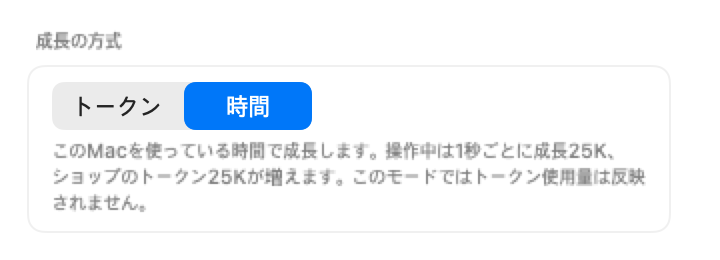 成長の方式
トークン 時間
このMacを使っている時間で成長します。操作中は1秒ごとに成長25K、
ショップのトークン25Kが増えます。このモードではトークン使用量は反映
されません。